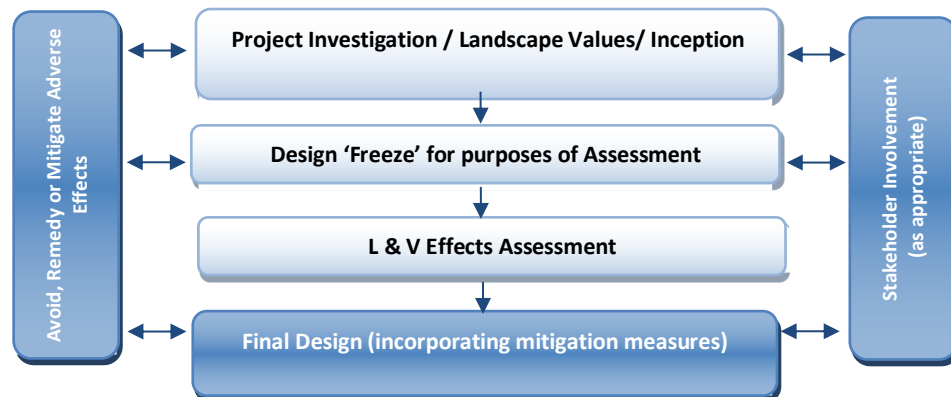 Avoid, Remedy or Mitigate Adverse
Effects
Project Investigation / Landscape Values/ Inception
Design ‘Freeze’ for purposes of Assessment
L & V Effects Assessment
Final Design (incorporating mitigation measures)
Stakeholder Involvement
(as appropriate)